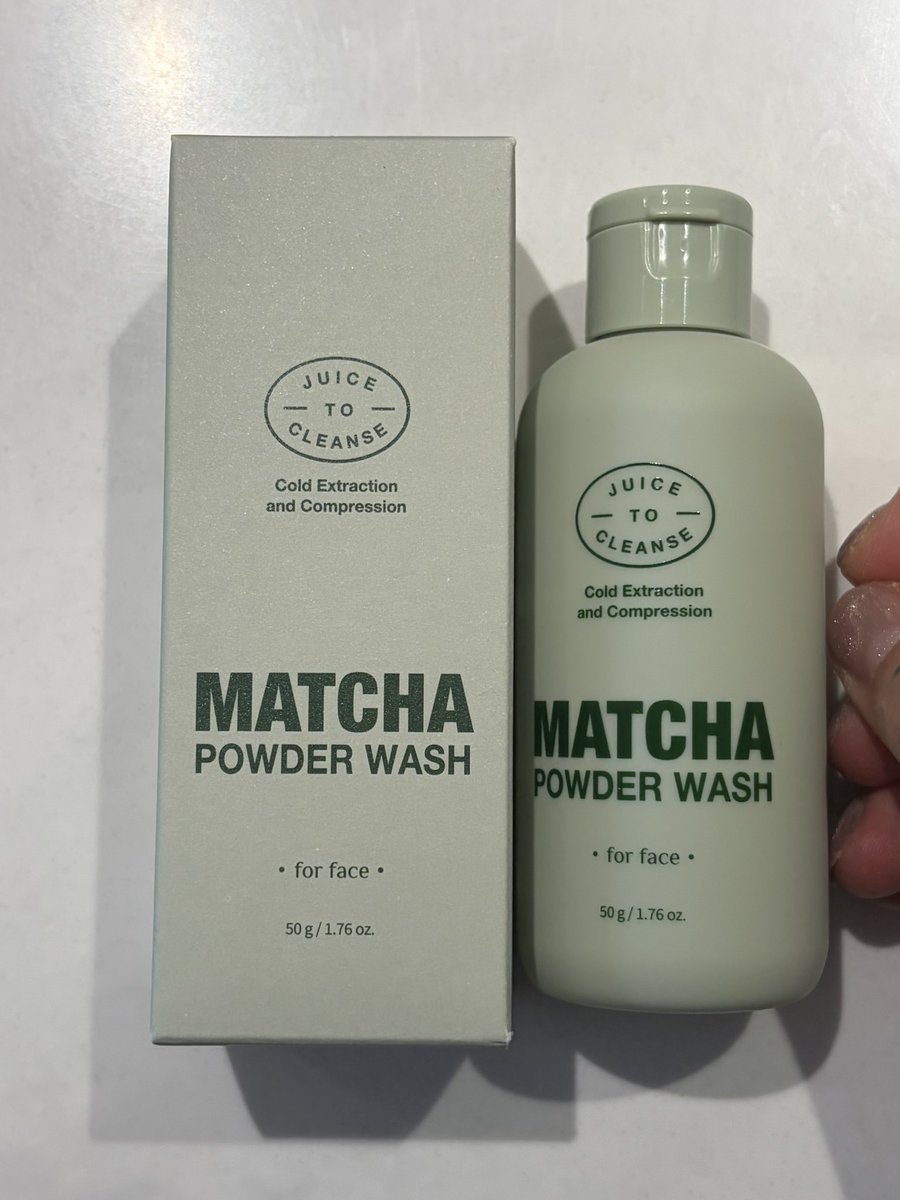 JUICE
TO
CLEANSE
Cold Extraction
and Compression
MATCHA
POWDER WASH
• for face •
50 g / 1.76 oz.
JUICE
TO
CLEANSE
Cold Extraction
and Compression
MATCHA
POWDER WASH
• for face •
50 g / 1.76 oz.